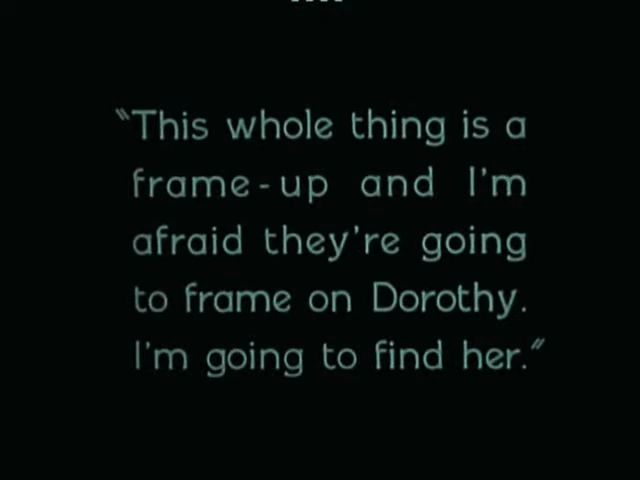 "This whole thing is a
frame-up and I'm
afraid they're going
to frame on Dorothy.
I'm going to find her."